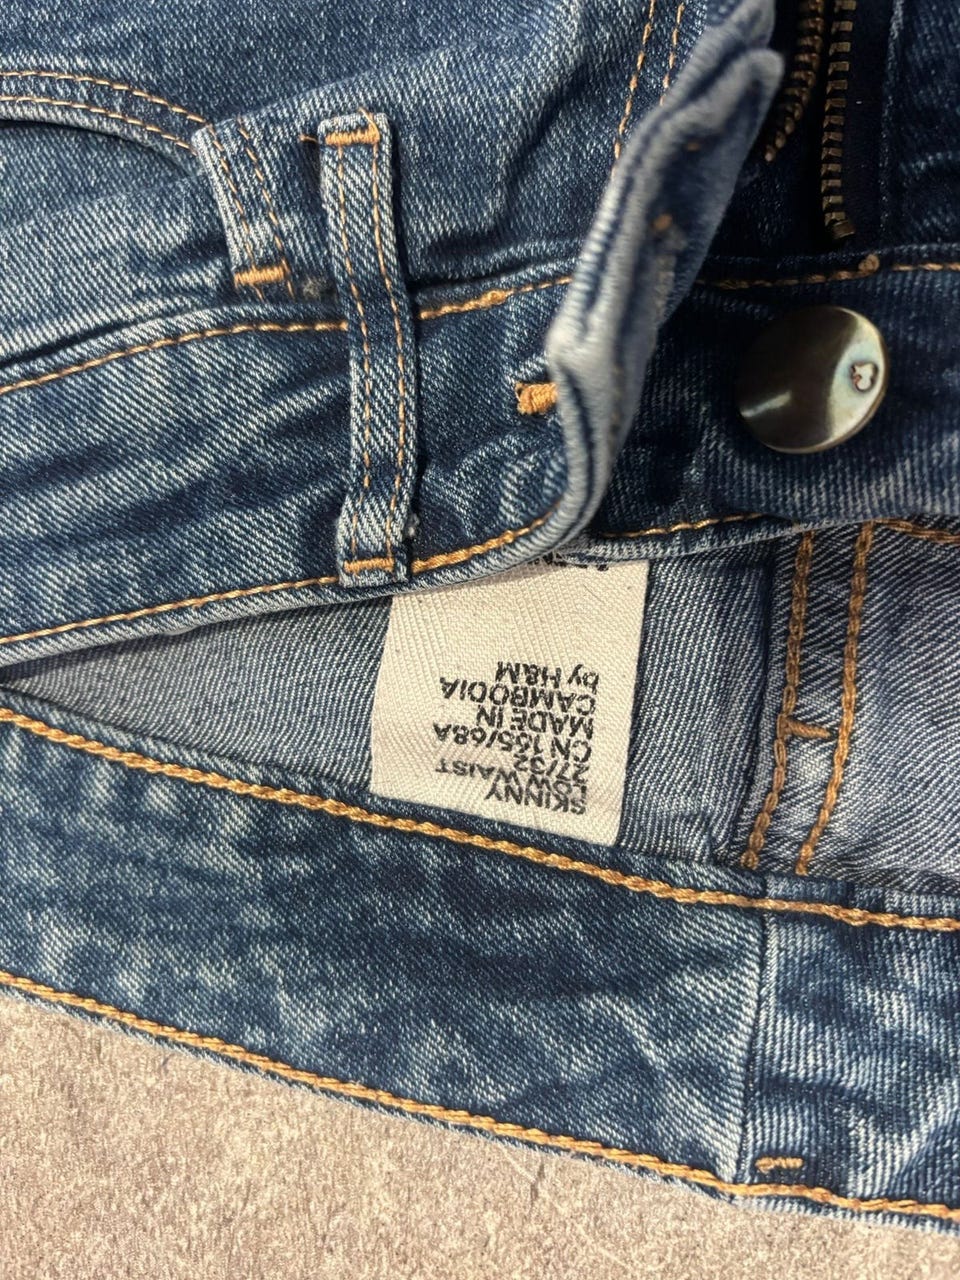 SKINNY
LOW WAIST
27/32
CN 165/68A
MADE IN
CAMBODIA
by H&M